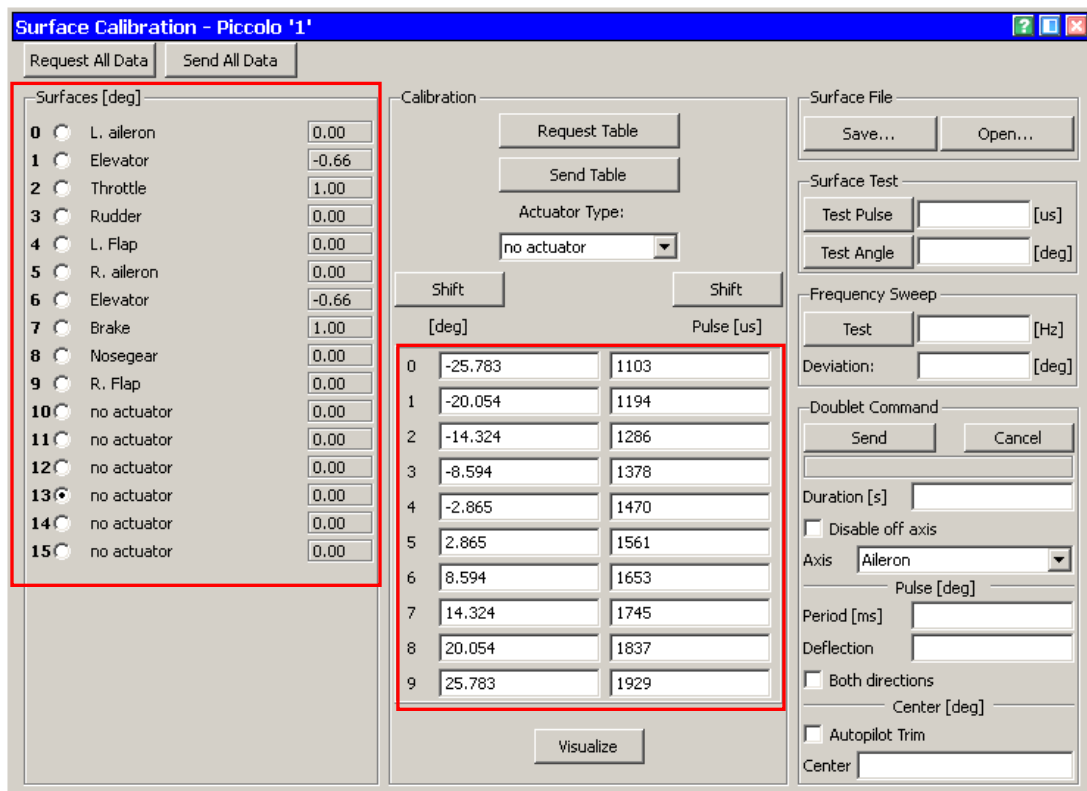 Surface Calibration - Piccolo '1'
Request All Data Send All Data
Surfaces [deg]
0 L. aileron 0.00
1 Elevator -0.66
2 Throttle 1.00
3 Rudder 0.00
4 L. Flap 0.00
5 R. aileron 0.00
6 Elevator -0.66
7 Brake 1.00
8 Nosegear 0.00
9 R. Flap 0.00
10 no actuator 0.00
11 no actuator 0.00
12 no actuator 0.00
13 no actuator 0.00
14 no actuator 0.00
15 no actuator 0.00
Calibration
Request Table
Send Table
Actuator Type:
no actuator
Shift Shift
[deg] Pulse [us]
0 -25.783 1103
1 -20.054 1194
2 -14.324 1286
3 -8.594 1378
4 -2.865 1470
5 2.865 1561
6 8.594 1653
7 14.324 1745
8 20.054 1837
9 25.783 1929
Visualize
Surface File
Save... Open...
Surface Test
Test Pulse [us]
Test Angle [deg]
Frequency Sweep
Test [Hz]
Deviation: [deg]
Doublet Command
Send Cancel
Duration [s]
Disable off axis
Axis Aileron
Pulse [deg]
Period [ms]
Deflection
Both directions
Center [deg]
Autopilot Trim
Center